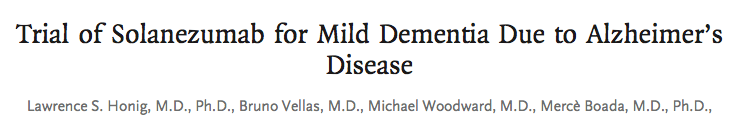 Trial of Solanezumab for Mild Dementia Due to Alzheimer’s
Disease
Lawrence S. Honig, M.D., Ph.D., Bruno Vellas, M.D., Michael Woodward, M.D., Mercè Boada, M.D., Ph.D.,